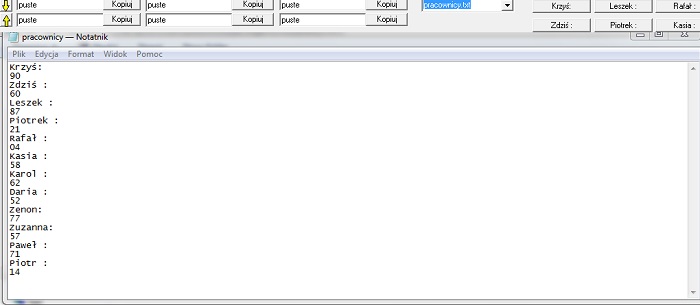 puste Kopiuj puste Kopiuj puste Kopiuj pracownicy.txt Krzyś: Leszek : Rafał :
puste Kopiuj puste Kopiuj puste Kopiuj Zdziś : Piotrek : Kasia :
pracownicy — Notatnik
Plik Edycja Format Widok Pomoc
Krzyś:
90
Zdziś :
60
Leszek :
87
Piotrek :
21
Rafał :
04
Kasia :
58
Karol :
62
Daria :
52
Zenon:
77
Zuzanna:
57
Paweł :
71
Piotr :
14